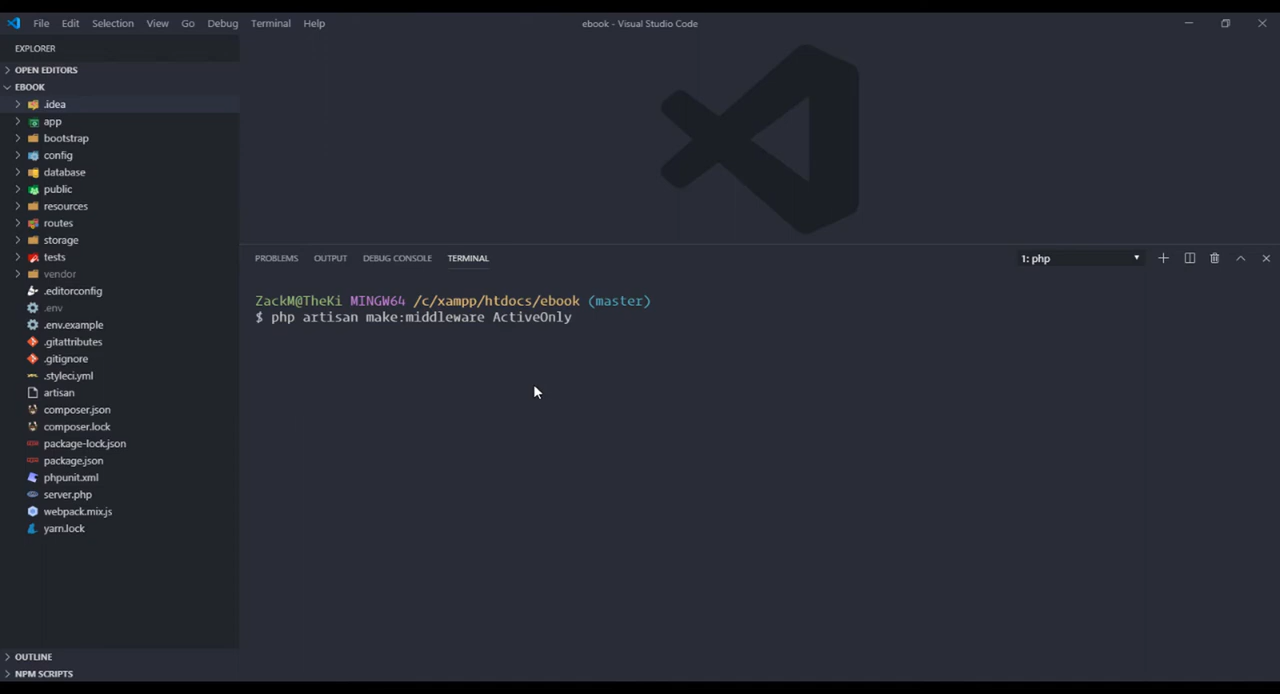 File Edit Selection View Go Debug Terminal Help
ebook - Visual Studio Code
EXPLORER
OPEN EDITORS
EBOOK
.idea
app
bootstrap
config
database
public
resources
routes
storage
tests
vendor
.editorconfig
.env
.env.example
.gitattributes
.gitignore
.styleci.yml
artisan
composer.json
composer.lock
package-lock.json
package.json
phpunit.xml
server.php
webpack.mix.js
yarn.lock
OUTLINE
NPM SCRIPTS
PROBLEMS OUTPUT DEBUG CONSOLE TERMINAL
1: php
ZackM@TheKi MINGW64 /c/xampp/htdocs/ebook (master)
$ php artisan make:middleware ActiveOnly